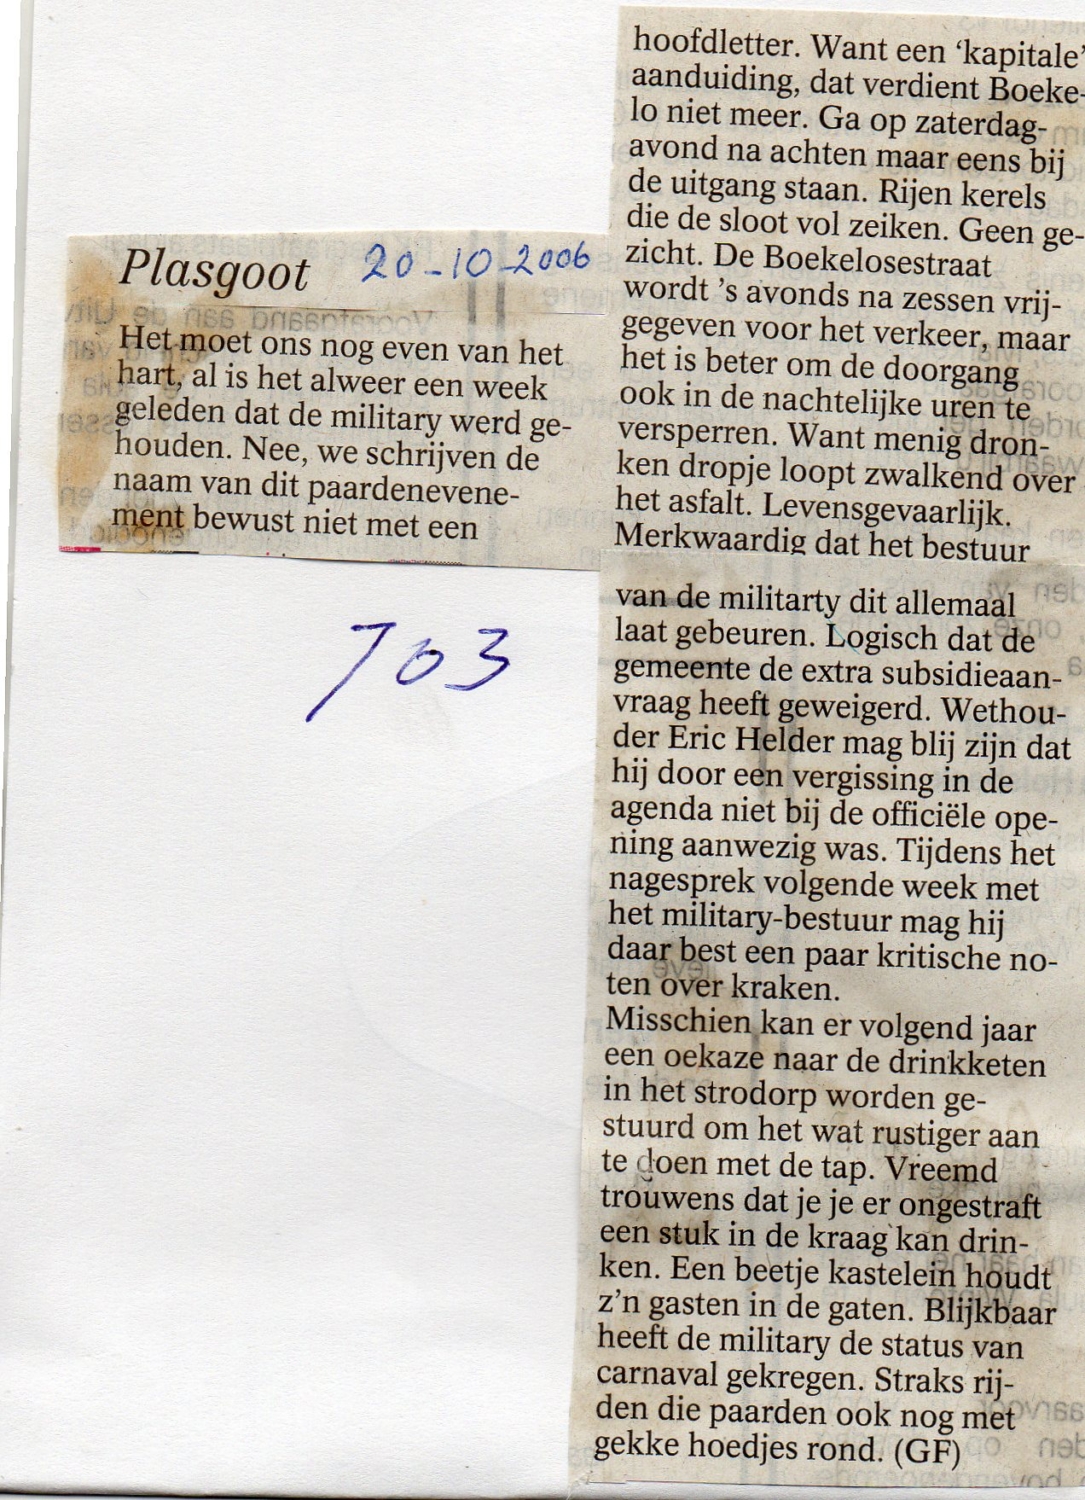 Plasgoot 20-10-2006
Het moet ons nog even van het
hart, al is het alweer een week
geleden dat de military werd ge-
houden. Nee, we schrijven de
naam van dit paardenevene-
ment bewust niet met een
hoofdletter. Want een ‘kapitale’
aanduiding, dat verdient Boeke-
lo niet meer. Ga op zaterdag-
avond na achten maar eens bij
de uitgang staan. Rijen kerels
die de sloot vol zeiken. Geen ge-
zicht. De Boekelosestraat
wordt ’s avonds na zessen vrij-
gegeven voor het verkeer, maar
het is beter om de doorgang
ook in de nachtelijke uren te
versperren. Want menig dron-
ken dropje loopt zwalkend over
het asfalt. Levensgevaarlijk.
Merkwaardig dat het bestuur
van de militarty dit allemaal
laat gebeuren. Logisch dat de
gemeente de extra subsidieaan-
vraag heeft geweigerd. Wethou-
der Eric Helder mag blij zijn dat
hij door een vergissing in de
agenda niet bij de officiële ope-
ning aanwezig was. Tijdens het
nagesprek volgende week met
het military-bestuur mag hij
daar best een paar kritische no-
ten over kraken.
Misschien kan er volgend jaar
een oekaze naar de drinkketen
in het strodorp worden ge-
stuurd om het wat rustiger aan
te doen met de tap. Vreemd
trouwens dat je je er ongestraft
een stuk in de kraag kan drin-
ken. Een beetje kastelein houdt
z’n gasten in de gaten. Blijkbaar
heeft de military de status van
carnaval gekregen. Straks rij-
den die paarden ook nog met
gekke hoedjes rond. (GF)
703